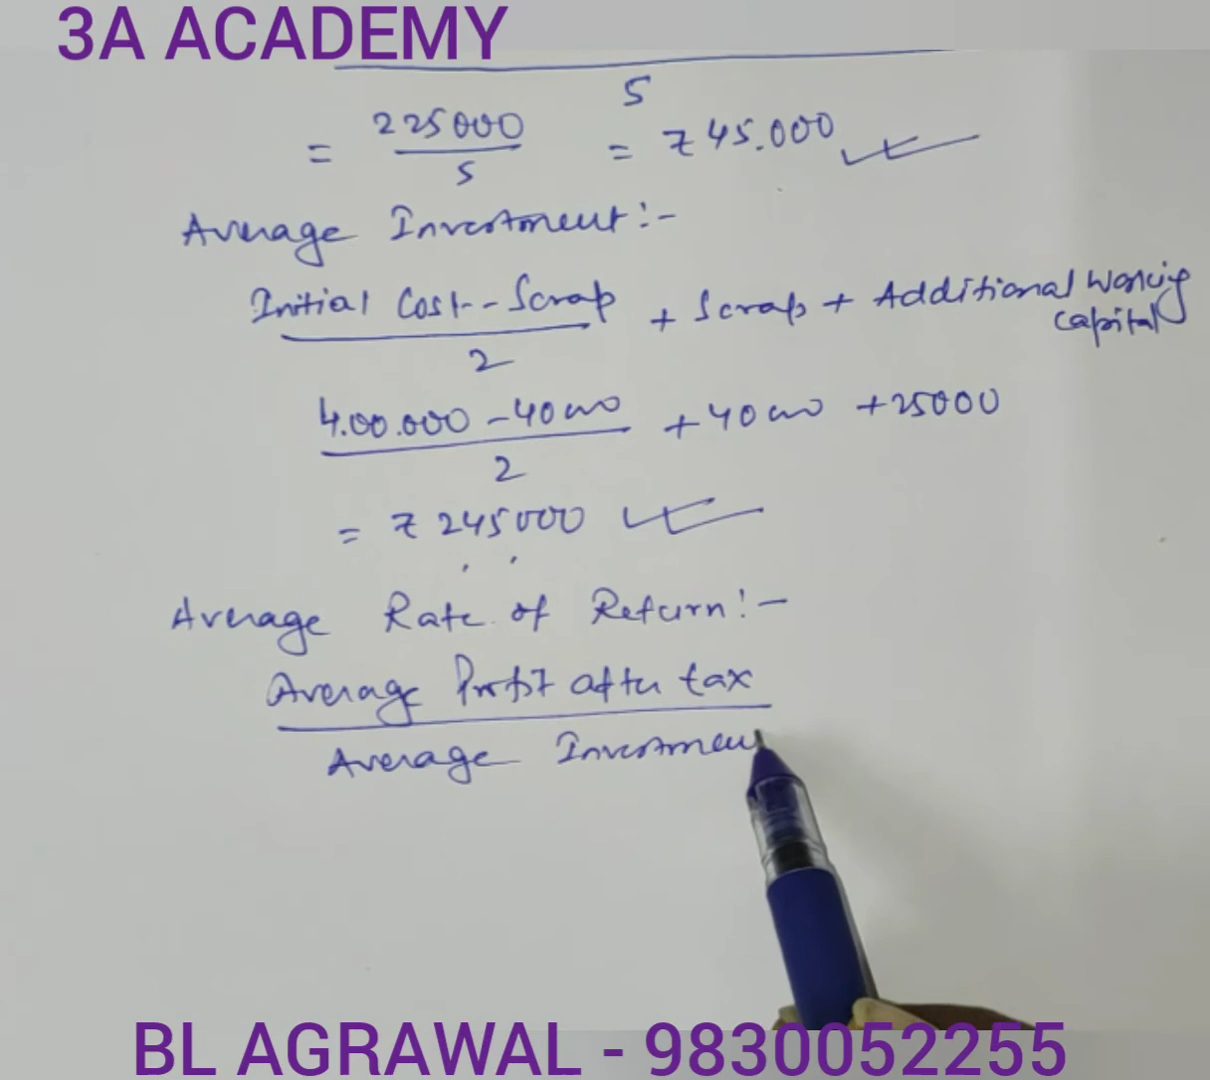 3A ACADEMY
5
= 225000 / 5 = ₹ 45.000
Average Investment:-
Initial Cost - Scrap / 2 + Scrap + Additional Working Capital
4.00.000 - 40000 / 2 + 40000 + 25000
= ₹ 245000
Average Rate of Return:-
Average Profit after tax
Average Investment
BL AGRAWAL - 9830052255